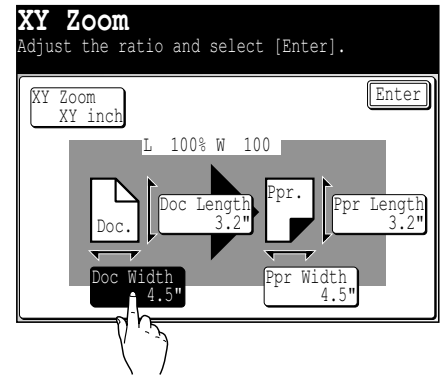 XY Zoom
Adjust the ratio and select [Enter].
XY Zoom
XY inch
Enter
L 100% W 100
Doc.
Doc Length
3.2"
Ppr.
Ppr Length
3.2"
Doc Width
4.5"
Ppr Width
4.5"